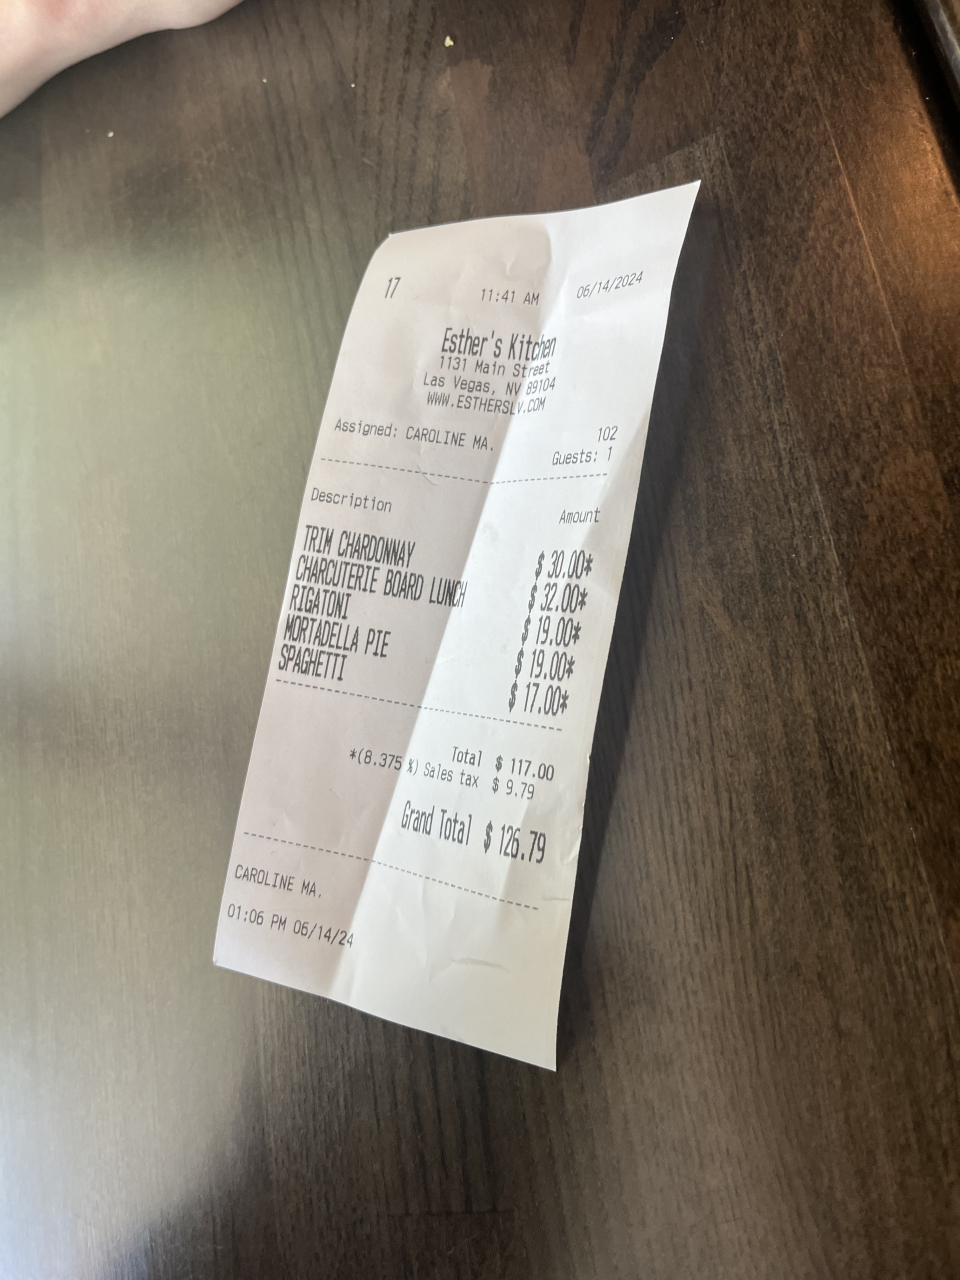 17 11:41 AM 06/14/2024
Esther's Kitchen
1131 Main Street
Las Vegas, NV 89104
WWW.ESTHERSLV.COM
Assigned: CAROLINE MA. 102
Guests: 1
Description Amount
TRIM CHARDONNAY $ 30.00*
CHARCUTERIE BOARD LUNCH $ 32.00*
RIGATONI $ 19.00*
MORTADELLA PIE $ 19.00*
SPAGHETTI $ 17.00*
Total $ 117.00
*(8.375 %) Sales tax $ 9.79
Grand Total $ 126.79
CAROLINE MA.
01:06 PM 06/14/24